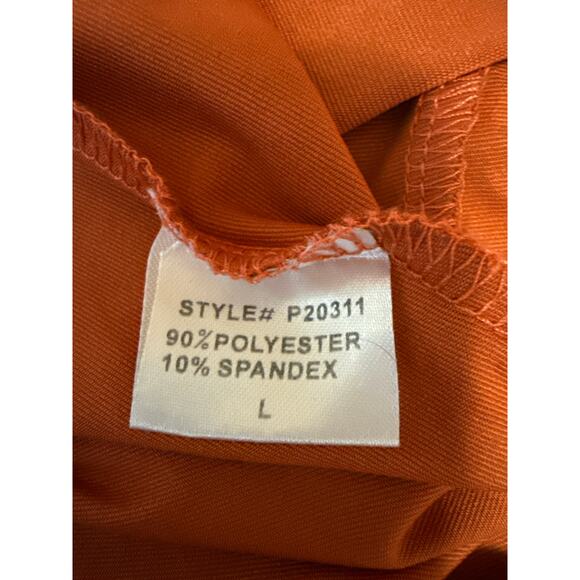 STYLE# P20311
90%POLYESTER
10% SPANDEX
L